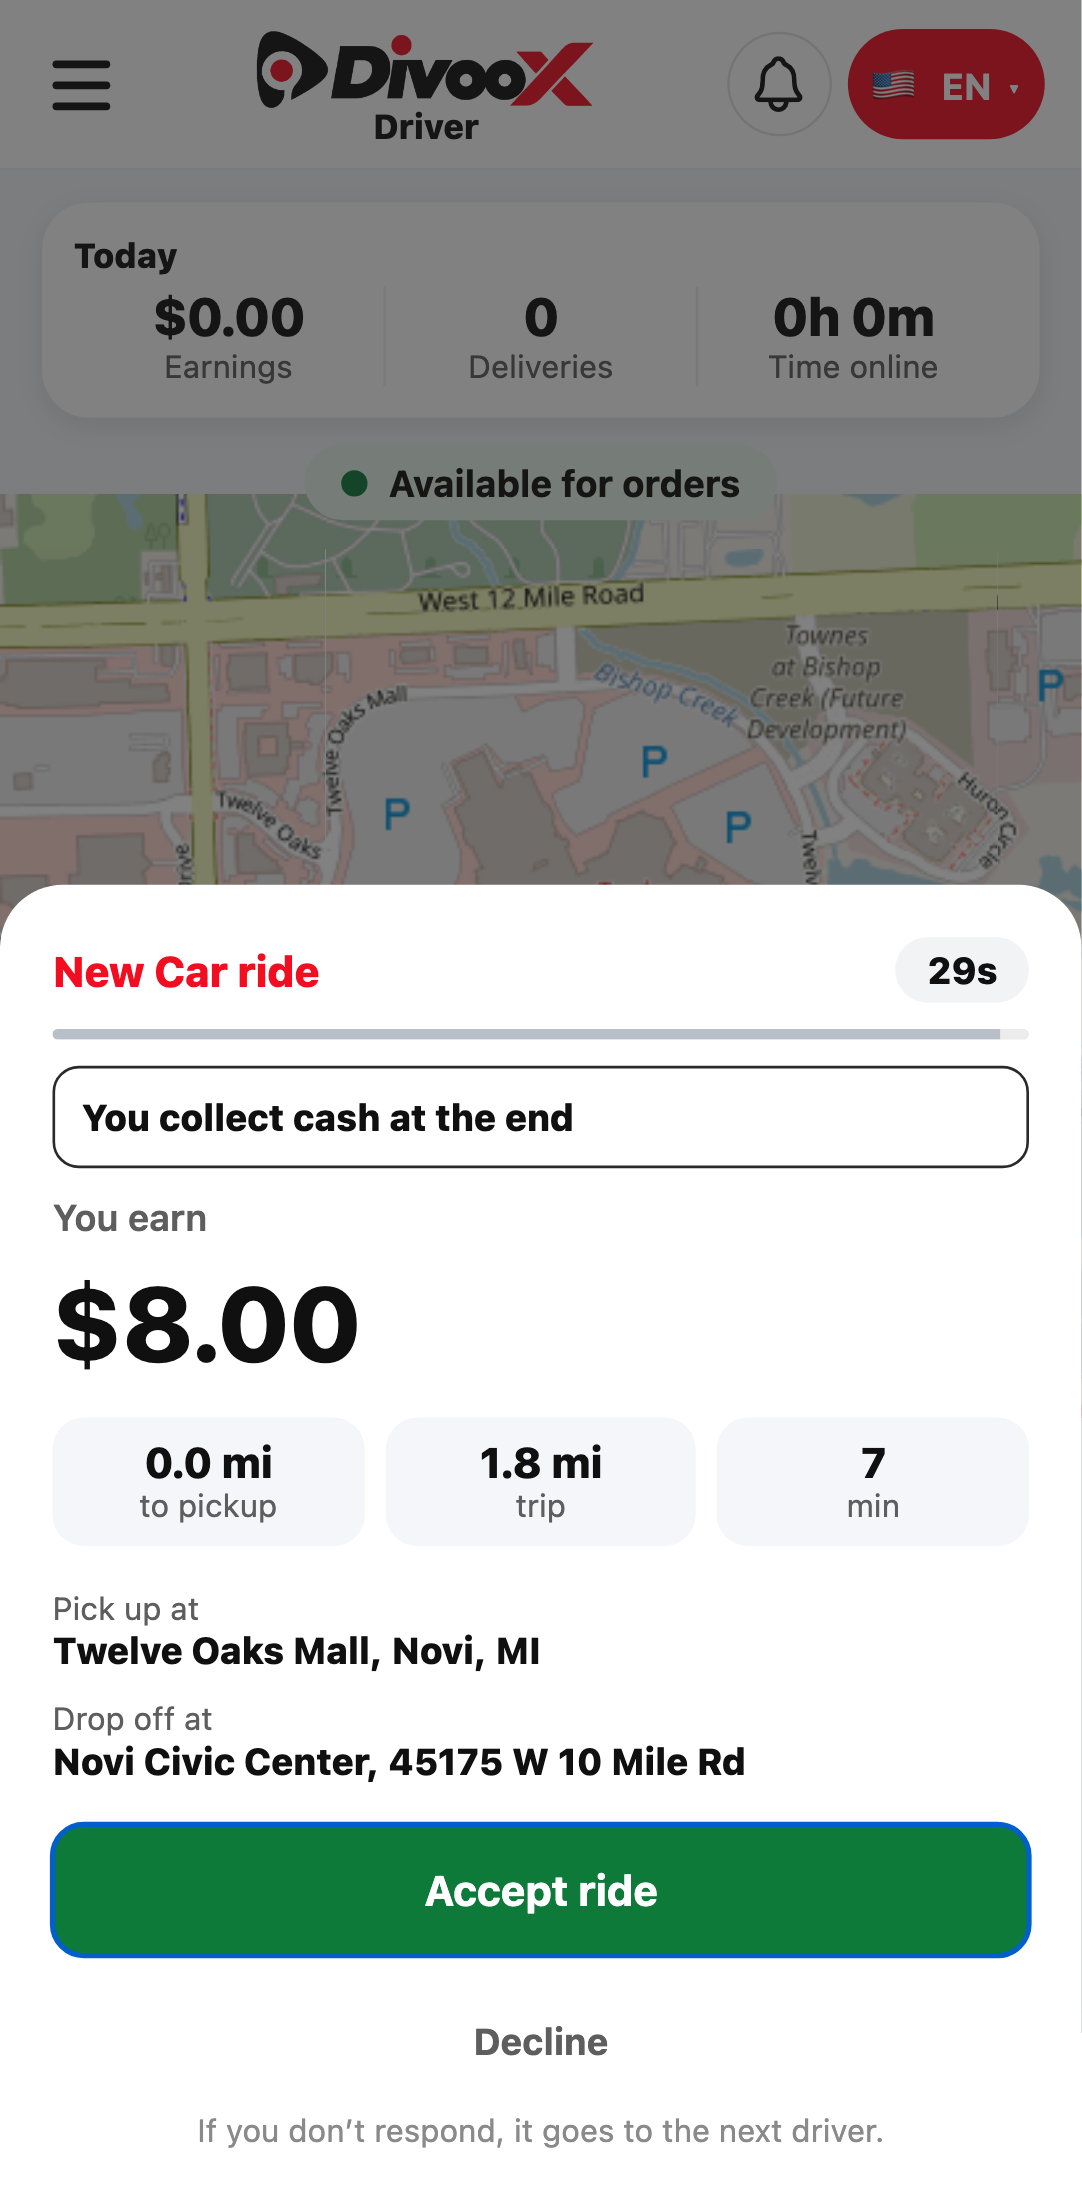 DivooX
Driver
🇺🇸 EN ▾
Today
$0.00
Earnings
0
Deliveries
0h 0m
Time online
Available for orders
West 12 Mile Road
Townes
at Bishop
Creek (Future
Development)
Bishop Creek
Twelve Oaks Mall
P
P
P
P
Twelve Oaks
Huron Circle
New Car ride
29s
You collect cash at the end
You earn
$8.00
0.0 mi
to pickup
1.8 mi
trip
7
min
Pick up at
Twelve Oaks Mall, Novi, MI
Drop off at
Novi Civic Center, 45175 W 10 Mile Rd
Accept ride
Decline
If you don’t respond, it goes to the next driver.